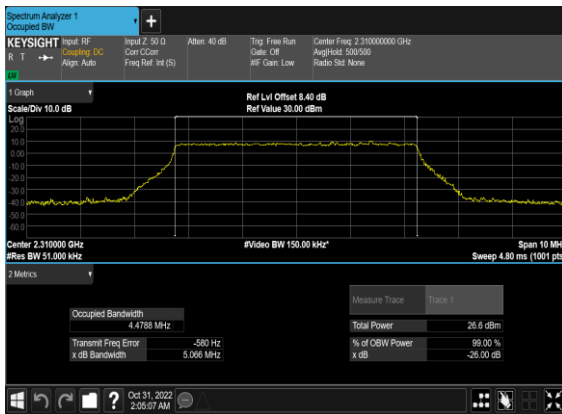 Spectrum Analyzer 1
Occupied BW
KEYSIGHT
R T
LXI
Input: RF
Coupling: DC
Align: Auto
Input Z: 50 Ω
Corr CCorr
Freq Ref: Int (S)
Atten: 40 dB
Trig: Free Run
Gate: Off
#IF Gain: Low
Center Freq: 2.310000000 GHz
Avg|Hold: 500/500
Radio Std: None
1 Graph
Scale/Div 10.0 dB
Ref Lvl Offset 8.40 dB
Ref Value 30.00 dBm
Log
20.0
10.0
0.00
-10.0
-20.0
-30.0
-40.0
-50.0
-60.0
Center 2.310000 GHz
#Res BW 51.000 kHz
#Video BW 150.00 kHz*
Span 10 MH
Sweep 4.80 ms (1001 pts
2 Metrics
Measure Trace Trace 1
Occupied Bandwidth
4.4788 MHz
Total Power 26.6 dBm
Transmit Freq Error -580 Hz
% of OBW Power 99.00 %
x dB Bandwidth 5.066 MHz
x dB -26.00 dB
Oct 31, 2022
2:05:07 AM